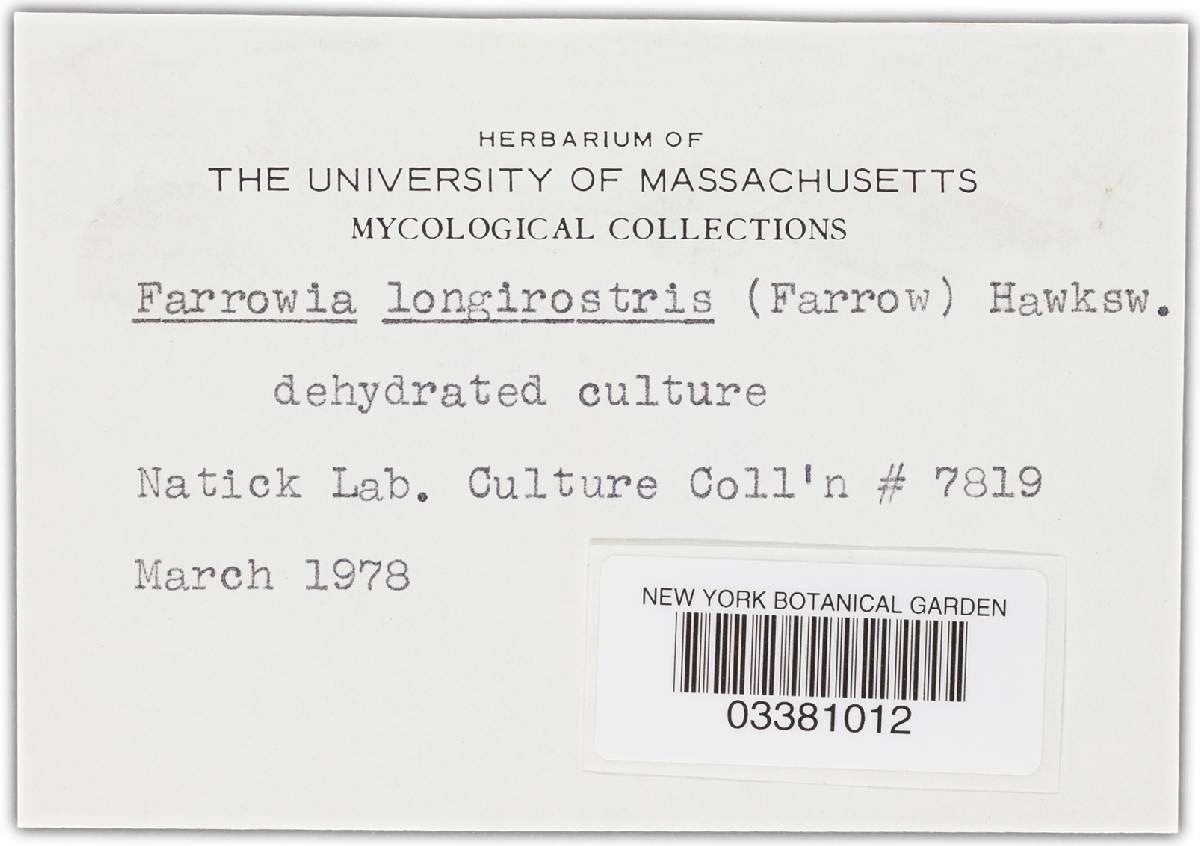 HERBARIUM OF
THE UNIVERSITY OF MASSACHUSETTS
MYCOLOGICAL COLLECTIONS
Farrowia longirostris (Farrow) Hawksw.
dehydrated culture
Natick Lab. Culture Coll'n # 7819
March 1978
NEW YORK BOTANICAL GARDEN
03381012